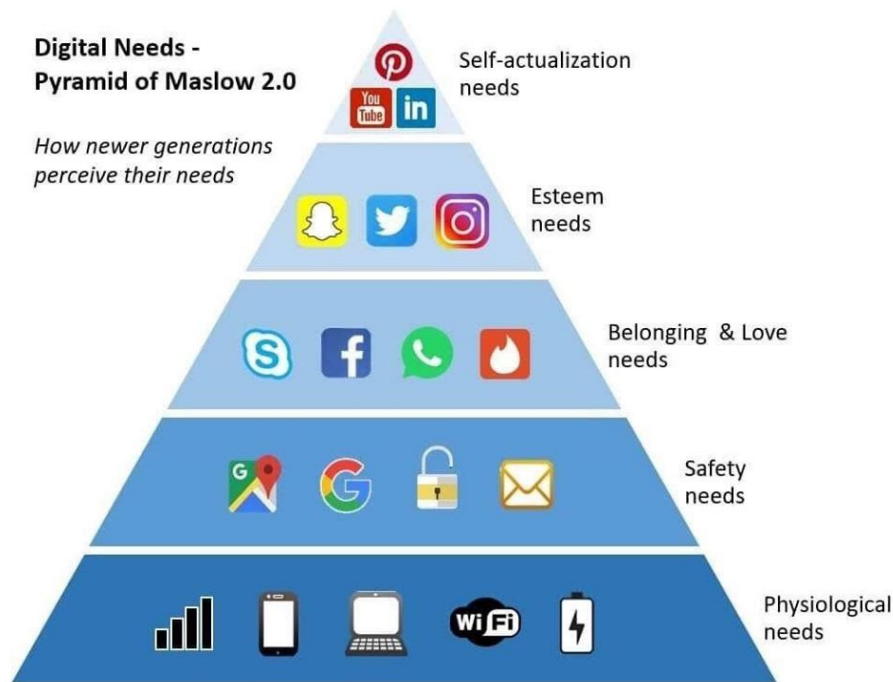 Digital Needs -
Pyramid of Maslow 2.0
How newer generations
perceive their needs
Self-actualization
needs
You
Tube
in
Esteem
needs
Belonging & Love
needs
S
f
Safety
needs
G
G
Physiological
needs
Wi Fi